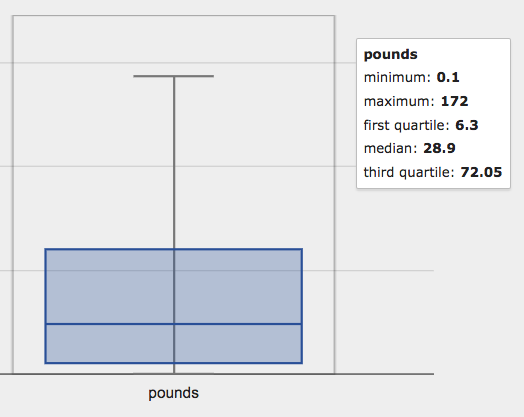 pounds
minimum: 0.1
maximum: 172
first quartile: 6.3
median: 28.9
third quartile: 72.05
pounds